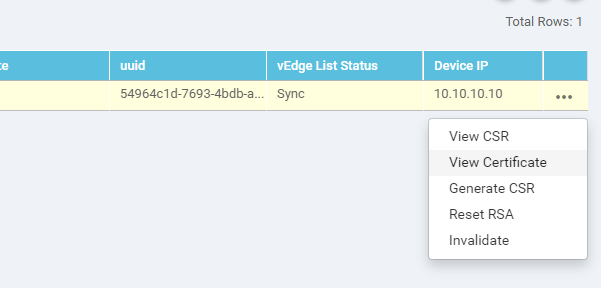 Total Rows: 1
te uuid vEdge List Status Device IP
54964c1d-7693-4bdb-a... Sync 10.10.10.10
View CSR
View Certificate
Generate CSR
Reset RSA
Invalidate